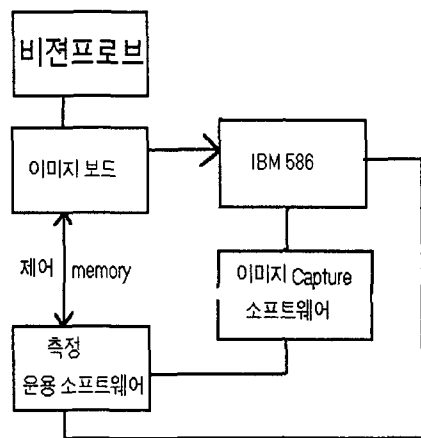 비젼프로브
이미지 보드
IBM 586
제어 memory
이미지 Capture
소프트웨어
측정
운용 소프트웨어